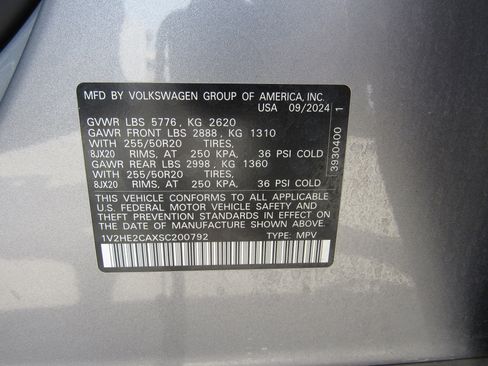 MFD BY VOLKSWAGEN GROUP OF AMERICA, INC.
USA 09/2024
GVWR LBS 5776, KG 2620
GAWR FRONT LBS 2888, KG 1310
WITH 255/50R20 TIRES,
8JX20 RIMS, AT 250 KPA, 36 PSI COLD
GAWR REAR LBS 2998, KG 1360
WITH 255/50R20 TIRES,
8JX20 RIMS, AT 250 KPA, 36 PSI COLD
THIS VEHICLE CONFORMS TO ALL APPLICABLE
U.S. FEDERAL MOTOR VEHICLE SAFETY AND
THEFT PREVENTION STANDARDS IN EFFECT ON
THE DATE OF MANUFACTURE SHOWN ABOVE.
1V2HE2CAXSC200792 TYPE: MPV
3930400 1